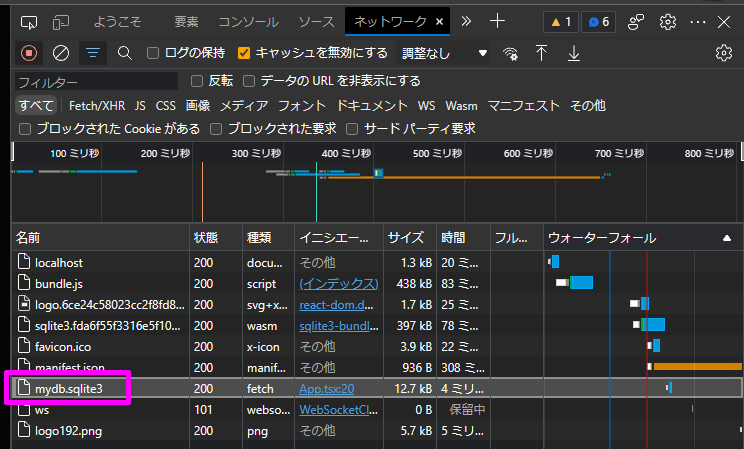 ようこそ 要素 コンソール ソース ネットワーク 1 6
ログの保持 キャッシュを無効にする 調整なし
フィルター 反転 データの URL を非表示にする
すべて Fetch/XHR JS CSS 画像 メディア フォント ドキュメント WS Wasm マニフェスト その他
ブロックされた Cookie がある ブロックされた要求 サード パーティ要求
100 ミリ秒 200 ミリ秒 300 ミリ秒 400 ミリ秒 500 ミリ秒 600 ミリ秒 700 ミリ秒 800 ミリ秒
名前 状態 種類 イニシエー... サイズ 時間 フル... ウォーターフォール
localhost 200 docu... その他 1.3 kB 20 ミ...
bundle.js 200 script (インデックス) 438 kB 83 ミ...
logo.6ce24c58023cc2f8fd8... 200 svg+x... react-dom.d... 1.7 kB 25 ミ...
sqlite3.fda6f55f3316e5f10... 200 wasm sqlite3-bundl... 397 kB 78 ミ...
favicon.ico 200 x-icon その他 3.9 kB 22 ミ...
manifest.json 200 manif... その他 936 B 308 ミ...
mydb.sqlite3 200 fetch App.tsx:20 12.7 kB 4 ミリ...
ws 101 webso... WebSocketCl... 0 B 保留中
logo192.png 200 png その他 5.7 kB 5 ミリ...